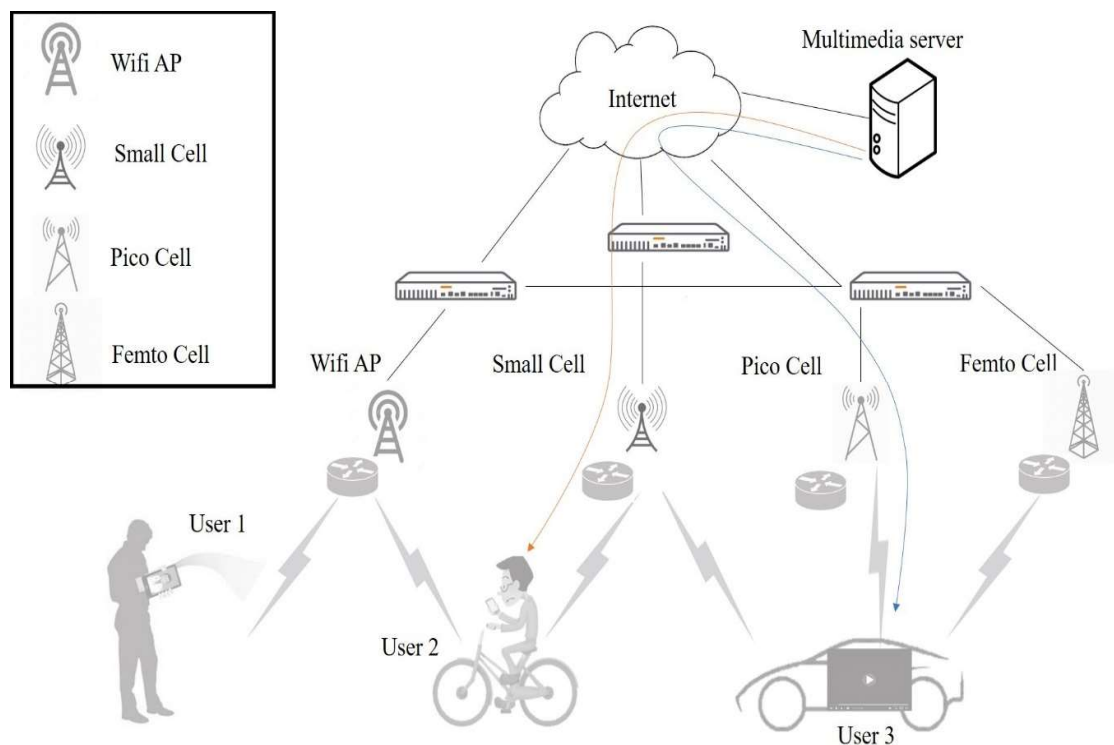 Wifi AP
Small Cell
Pico Cell
Femto Cell
Multimedia server
Internet
Wifi AP
Small Cell
Pico Cell
Femto Cell
User 1
User 2
User 3